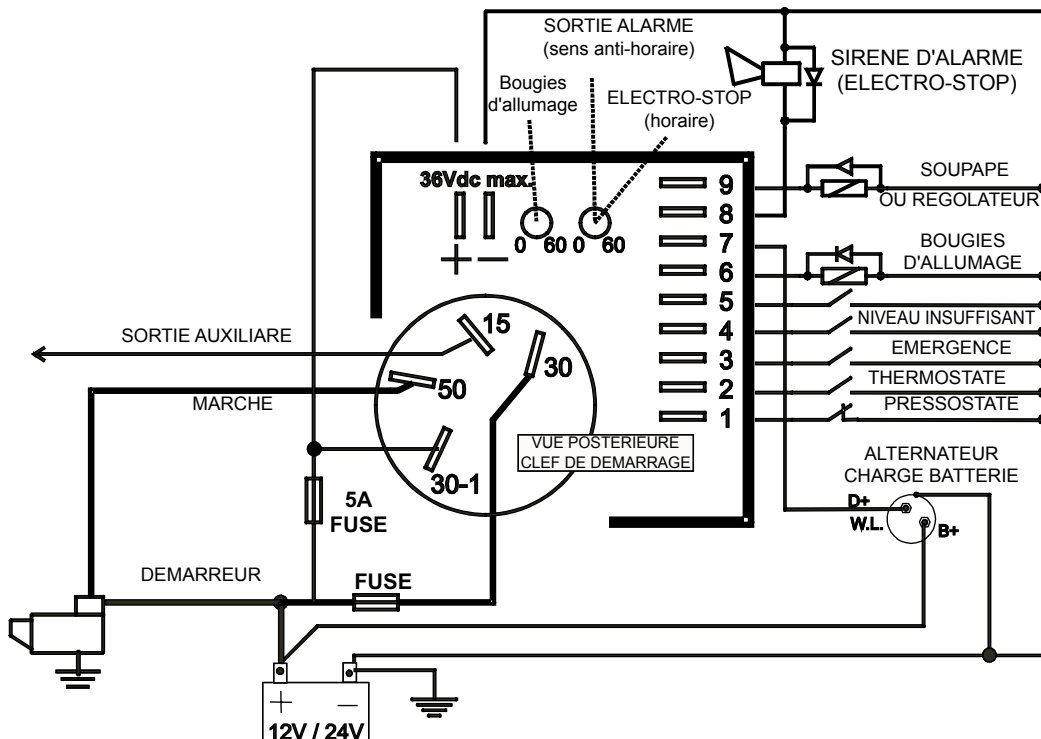 SORTIE ALARME
(sens anti-horaire)
SIRENE D'ALARME
(ELECTRO-STOP)
Bougies
d'allumage
ELECTRO-STOP
(horaire)
36Vdc max.
0 60 0 60
+ −
9
8
7
6
5
4
3
2
1
SOUPAPE
OU REGOLATEUR
BOUGIES
D'ALLUMAGE
NIVEAU INSUFFISANT
EMERGENCE
THERMOSTATE
PRESSOSTATE
SORTIE AUXILIARE
15
30
50
30-1
MARCHE
VUE POSTERIEURE
CLEF DE DEMARRAGE
ALTERNATEUR
CHARGE BATTERIE
D+
W.L.
B+
5A
FUSE
DEMARREUR
FUSE
+ −
12V / 24V